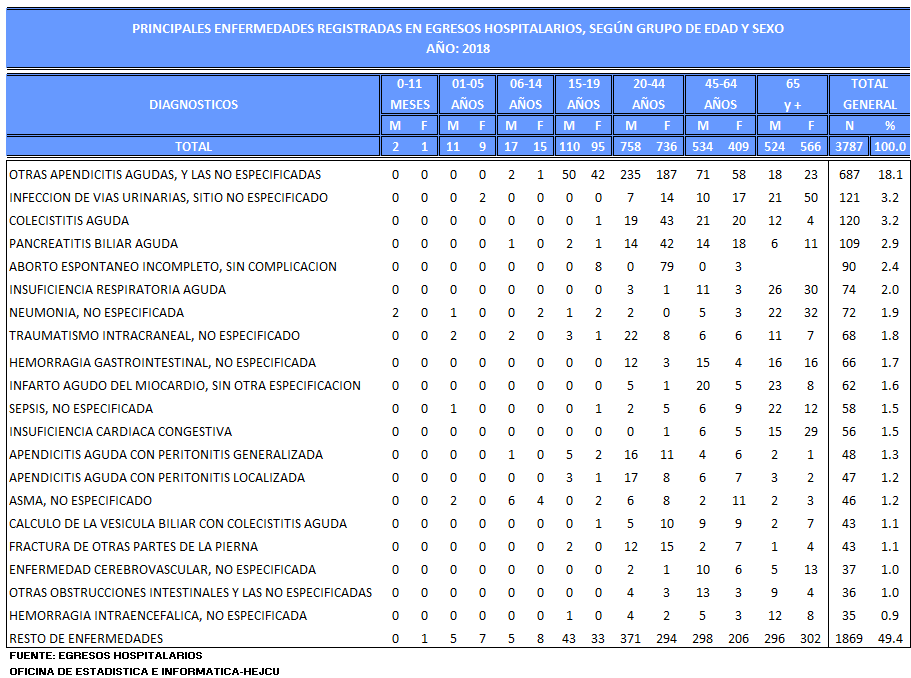 PRINCIPALES ENFERMEDADES REGISTRADAS EN EGRESOS HOSPITALARIOS, SEGÚN GRUPO DE EDAD Y SEXO
AÑO: 2018
DIAGNOSTICOS 0-11 MESES 01-05 AÑOS 06-14 AÑOS 15-19 AÑOS 20-44 AÑOS 45-64 AÑOS 65 y + TOTAL GENERAL
M F M F M F M F M F M F M F N %
TOTAL 2 1 11 9 17 15 110 95 758 736 534 409 524 566 3787 100.0
OTRAS APENDICITIS AGUDAS, Y LAS NO ESPECIFICADAS 0 0 0 0 2 1 50 42 235 187 71 58 18 23 687 18.1
INFECCION DE VIAS URINARIAS, SITIO NO ESPECIFICADO 0 0 0 2 0 0 0 0 7 14 10 17 21 50 121 3.2
COLECISTITIS AGUDA 0 0 0 0 0 0 0 1 19 43 21 20 12 4 120 3.2
PANCREATITIS BILIAR AGUDA 0 0 0 0 1 0 2 1 14 42 14 18 6 11 109 2.9
ABORTO ESPONTANEO INCOMPLETO, SIN COMPLICACION 0 0 0 0 0 0 0 8 0 79 0 3 90 2.4
INSUFICIENCIA RESPIRATORIA AGUDA 0 0 0 0 0 0 0 0 3 1 11 3 26 30 74 2.0
NEUMONIA, NO ESPECIFICADA 2 0 1 0 0 2 1 2 2 0 5 3 22 32 72 1.9
TRAUMATISMO INTRACRANEAL, NO ESPECIFICADO 0 0 2 0 2 0 3 1 22 8 6 6 11 7 68 1.8
HEMORRAGIA GASTROINTESTINAL, NO ESPECIFICADA 0 0 0 0 0 0 0 0 12 3 15 4 16 16 66 1.7
INFARTO AGUDO DEL MIOCARDIO, SIN OTRA ESPECIFICACION 0 0 0 0 0 0 0 0 5 1 20 5 23 8 62 1.6
SEPSIS, NO ESPECIFICADA 0 0 1 0 0 0 0 1 2 5 6 9 22 12 58 1.5
INSUFICIENCIA CARDIACA CONGESTIVA 0 0 0 0 0 0 0 0 0 1 6 5 15 29 56 1.5
APENDICITIS AGUDA CON PERITONITIS GENERALIZADA 0 0 0 0 1 0 5 2 16 11 4 6 2 1 48 1.3
APENDICITIS AGUDA CON PERITONITIS LOCALIZADA 0 0 0 0 0 0 3 1 17 8 6 7 3 2 47 1.2
ASMA, NO ESPECIFICADO 0 0 2 0 6 4 0 2 6 8 2 11 2 3 46 1.2
CALCULO DE LA VESICULA BILIAR CON COLECISTITIS AGUDA 0 0 0 0 0 0 0 1 5 10 9 9 2 7 43 1.1
FRACTURA DE OTRAS PARTES DE LA PIERNA 0 0 0 0 0 0 2 0 12 15 2 7 1 4 43 1.1
ENFERMEDAD CEREBROVASCULAR, NO ESPECIFICADA 0 0 0 0 0 0 0 0 2 1 10 6 5 13 37 1.0
OTRAS OBSTRUCCIONES INTESTINALES Y LAS NO ESPECIFICADAS 0 0 0 0 0 0 0 0 4 3 13 3 9 4 36 1.0
HEMORRAGIA INTRAENCEFALICA, NO ESPECIFICADA 0 0 0 0 0 0 1 0 4 2 5 3 12 8 35 0.9
RESTO DE ENFERMEDADES 0 1 5 7 5 8 43 33 371 294 298 206 296 302 1869 49.4
FUENTE: EGRESOS HOSPITALARIOS
OFICINA DE ESTADISTICA E INFORMATICA-HEJCU